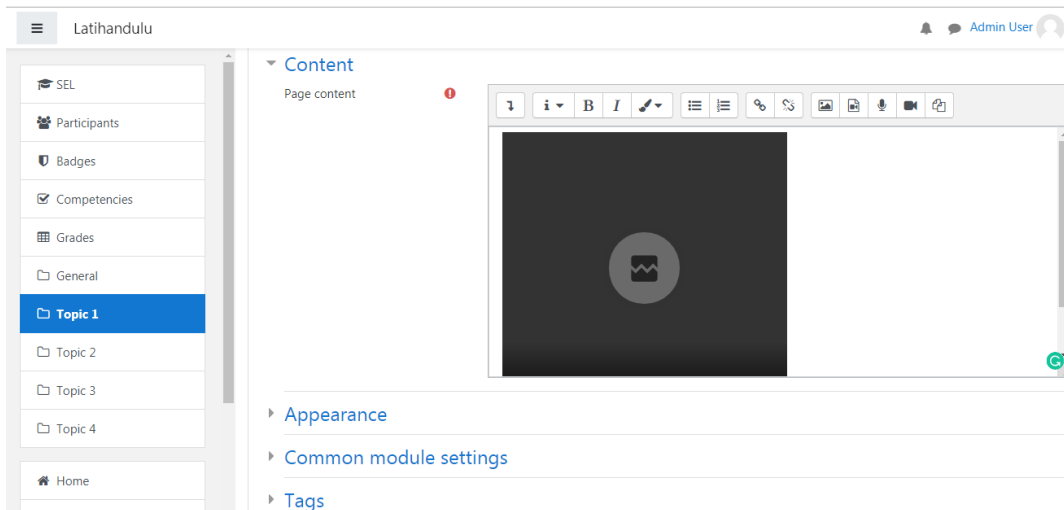 Latihandulu
Admin User
SEL
Participants
Badges
Competencies
Grades
General
Topic 1
Topic 2
Topic 3
Topic 4
Home
Content
Page content
i
B
I
Appearance
Common module settings
Tags